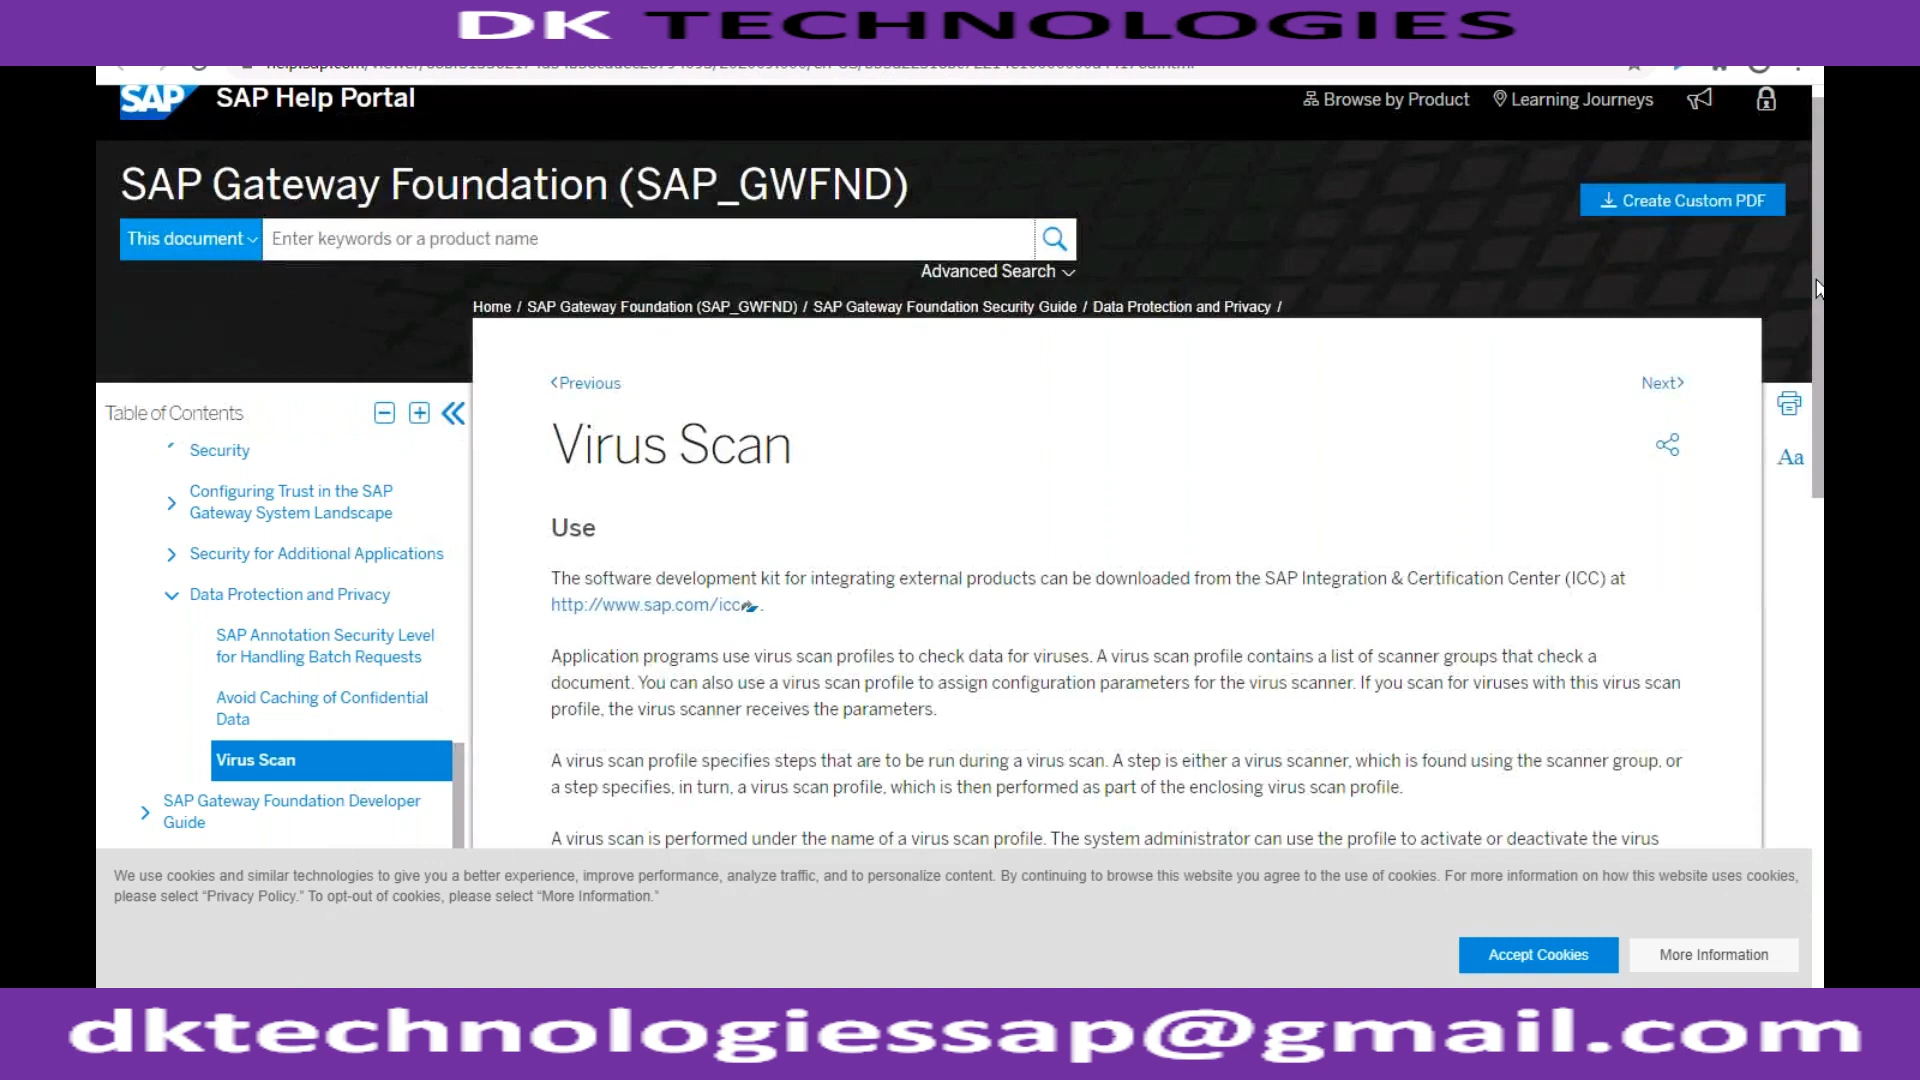 DK TECHNOLOGIES
SAP SAP Help Portal
Browse by Product Learning Journeys
SAP Gateway Foundation (SAP_GWFND)
Create Custom PDF
This document Enter keywords or a product name
Advanced Search
Home / SAP Gateway Foundation (SAP_GWFND) / SAP Gateway Foundation Security Guide / Data Protection and Privacy /
Table of Contents
Security
Configuring Trust in the SAP
Gateway System Landscape
Security for Additional Applications
Data Protection and Privacy
SAP Annotation Security Level
for Handling Batch Requests
Avoid Caching of Confidential
Data
Virus Scan
SAP Gateway Foundation Developer
Guide
Previous Next
Virus Scan
Aa
Use
The software development kit for integrating external products can be downloaded from the SAP Integration & Certification Center (ICC) at
http://www.sap.com/icc .
Application programs use virus scan profiles to check data for viruses. A virus scan profile contains a list of scanner groups that check a
document. You can also use a virus scan profile to assign configuration parameters for the virus scanner. If you scan for viruses with this virus scan
profile, the virus scanner receives the parameters.
A virus scan profile specifies steps that are to be run during a virus scan. A step is either a virus scanner, which is found using the scanner group, or
a step specifies, in turn, a virus scan profile, which is then performed as part of the enclosing virus scan profile.
A virus scan is performed under the name of a virus scan profile. The system administrator can use the profile to activate or deactivate the virus
We use cookies and similar technologies to give you a better experience, improve performance, analyze traffic, and to personalize content. By continuing to browse this website you agree to the use of cookies. For more information on how this website uses cookies,
please select “Privacy Policy.” To opt-out of cookies, please select “More Information.”
Accept Cookies More Information
dktechnologiessap@gmail.com